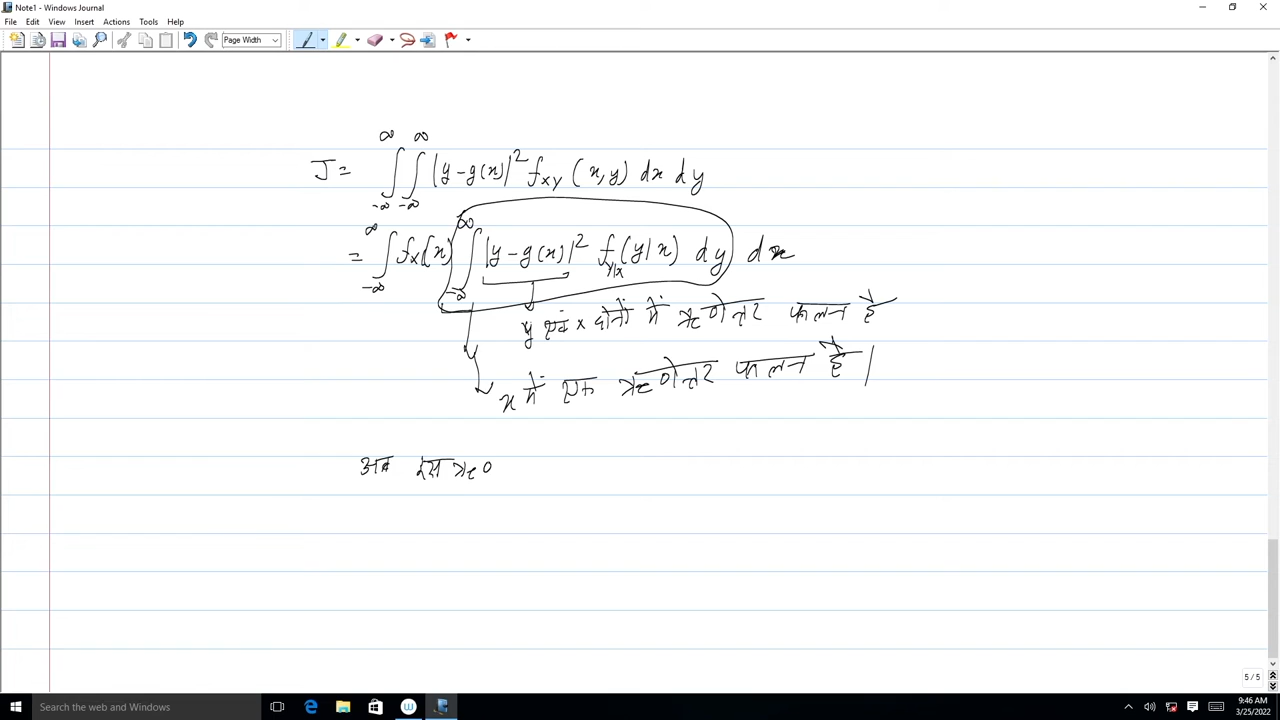 Note1 - Windows Journal
File Edit View Insert Actions Tools Help
Page Width
J = ∫_{-∞}^{∞} ∫_{-∞}^{∞} |y-g(x)|² f_{xy}(x,y) dx dy
= ∫_{-∞}^{∞} f_x(x) ∫_{-∞}^{∞} |y-g(x)|² f_{Y|x}(y|x) dy dx
y एवं x दोनों में ऋणेत्तर फलन है
x में एक ऋणेत्तर फलन है |
अब इस
5 / 5
Search the web and Windows
9:46 AM
3/25/2022